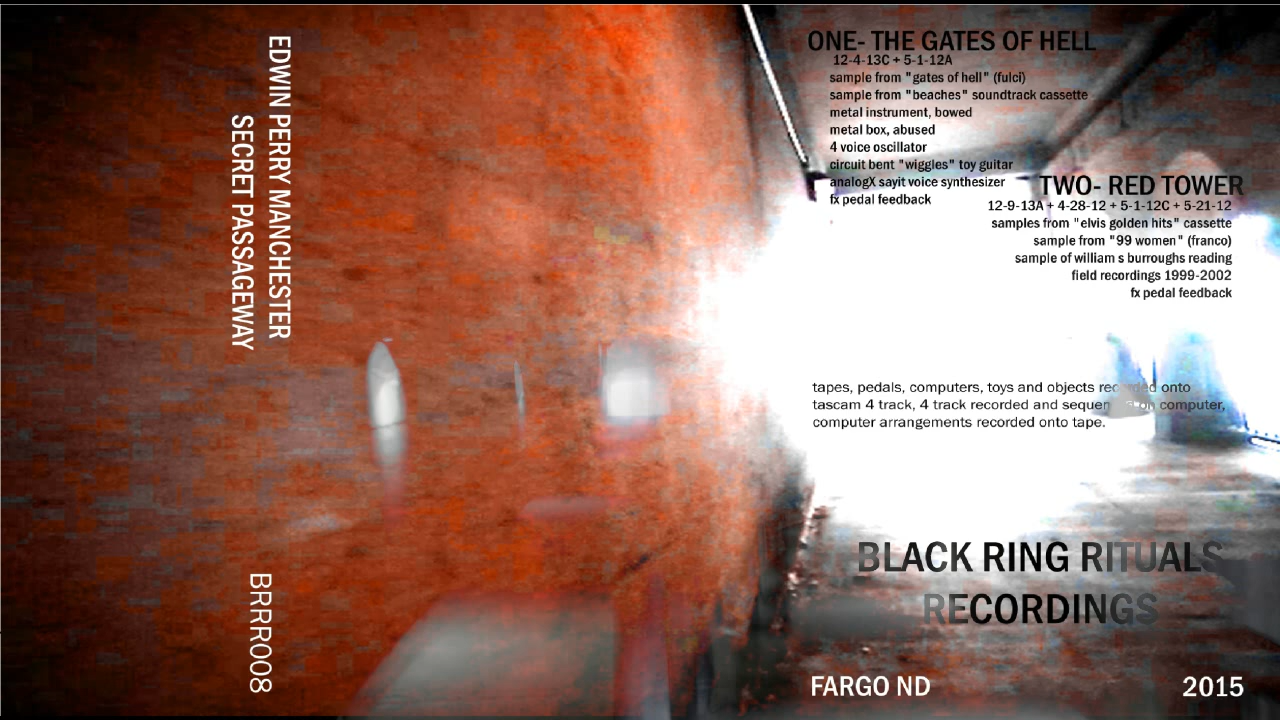 EDWIN PERRY MANCHESTER
SECRET PASSAGEWAY
BRRR008
ONE- THE GATES OF HELL
12-4-13C + 5-1-12A
sample from "gates of hell" (fulci)
sample from "beaches" soundtrack cassette
metal instrument, bowed
metal box, abused
4 voice oscillator
circuit bent "wiggles" toy guitar
analogX sayit voice synthesizer
fx pedal feedback
TWO- RED TOWER
12-9-13A + 4-28-12 + 5-1-12C + 5-21-12
samples from "elvis golden hits" cassette
sample from "99 women" (franco)
sample of william s burroughs reading
field recordings 1999-2002
fx pedal feedback
tapes, pedals, computers, toys and objects recorded onto
tascam 4 track, 4 track recorded and sequenced on computer,
computer arrangements recorded onto tape.
BLACK RING RITUALS
RECORDINGS
FARGO ND
2015